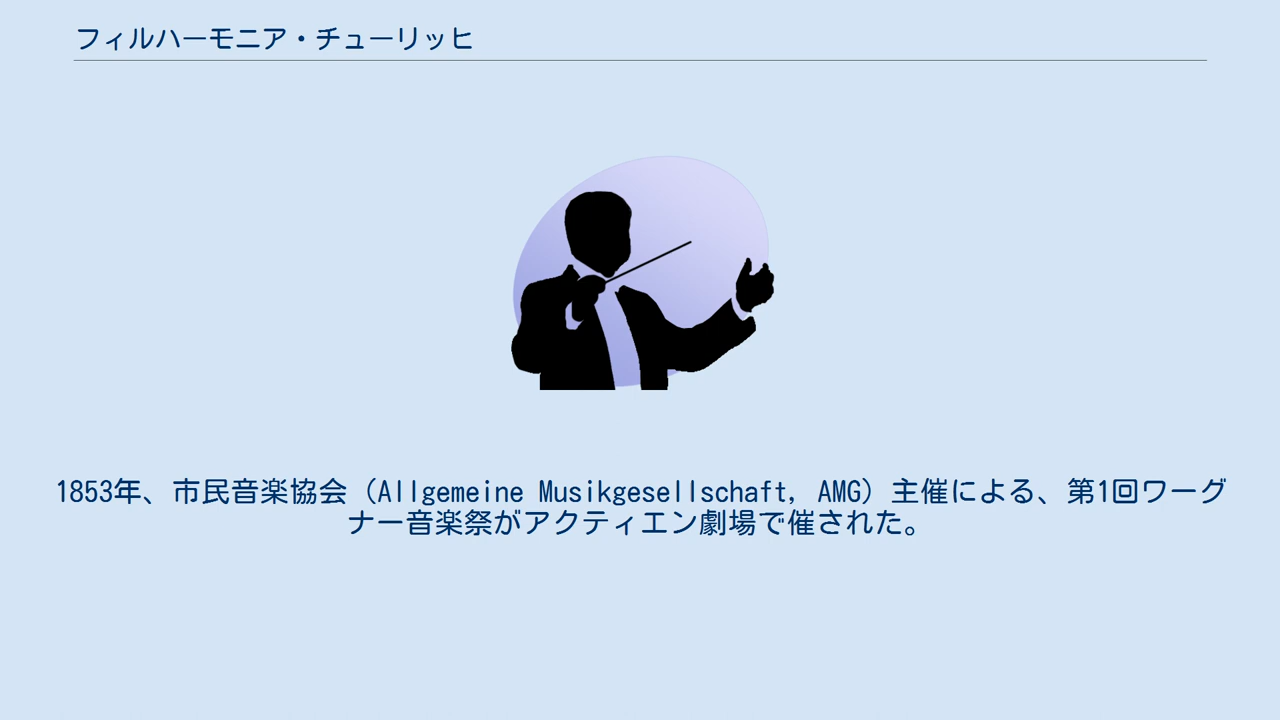 フィルハーモニア・チューリッヒ
1853年、市民音楽協会（Allgemeine Musikgesellschaft, AMG）主催による、第1回ワーグ
ナー音楽祭がアクティエン劇場で催された。